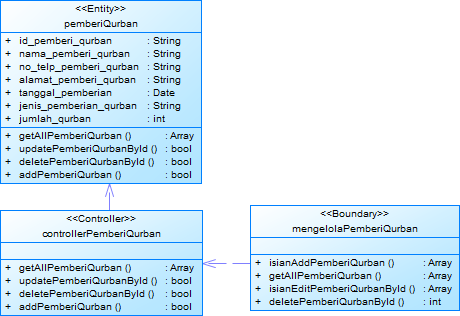 <<Entity>>
pemberiQurban
+ id_pemberi_qurban : String
+ nama_pemberi_qurban : String
+ no_telp_pemberi_qurban : String
+ alamat_pemberi_qurban : String
+ tanggal_pemberian : Date
+ jenis_pemberian_qurban : String
+ jumlah_qurban : int
+ getAllPemberiQurban () : Array
+ updatePemberiQurbanById () : bool
+ deletePemberiQurbanById () : bool
+ addPemberiQurban () : bool
<<Controller>>
controllerPemberiQurban
+ getAllPemberiQurban () : Array
+ updatePemberiQurbanById () : bool
+ deletePemberiQurbanById () : bool
+ addPemberiQurban () : bool
<<Boundary>>
mengelolaPemberiQurban
+ isianAddPemberiQurban () : Array
+ getAllPemberiQurban () : Array
+ isianEditPemberiQurban () : Array
+ deletePemberiQurbanById () : int